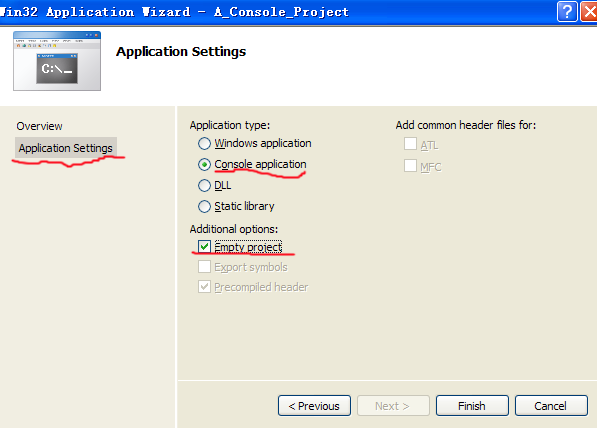 Win32 Application Wizard - A_Console_Project
C:\_
Application Settings
Overview
Application Settings
Application type:
Windows application
Console application
DLL
Static library
Additional options:
Empty project
Export symbols
Precompiled header
Add common header files for:
ATL
MFC
< Previous
Next >
Finish
Cancel